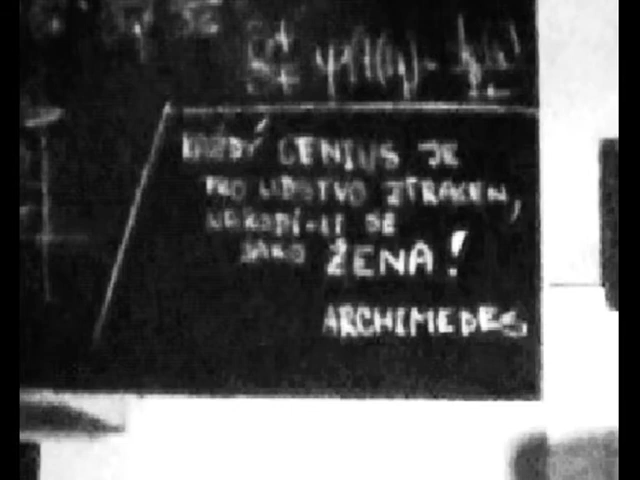 KAŽDÝ GENIUS JE
PRO LIDSTVO ZTRACEN,
NARODÍ-LI SE
JAKO ŽENA!
ARCHIMEDES